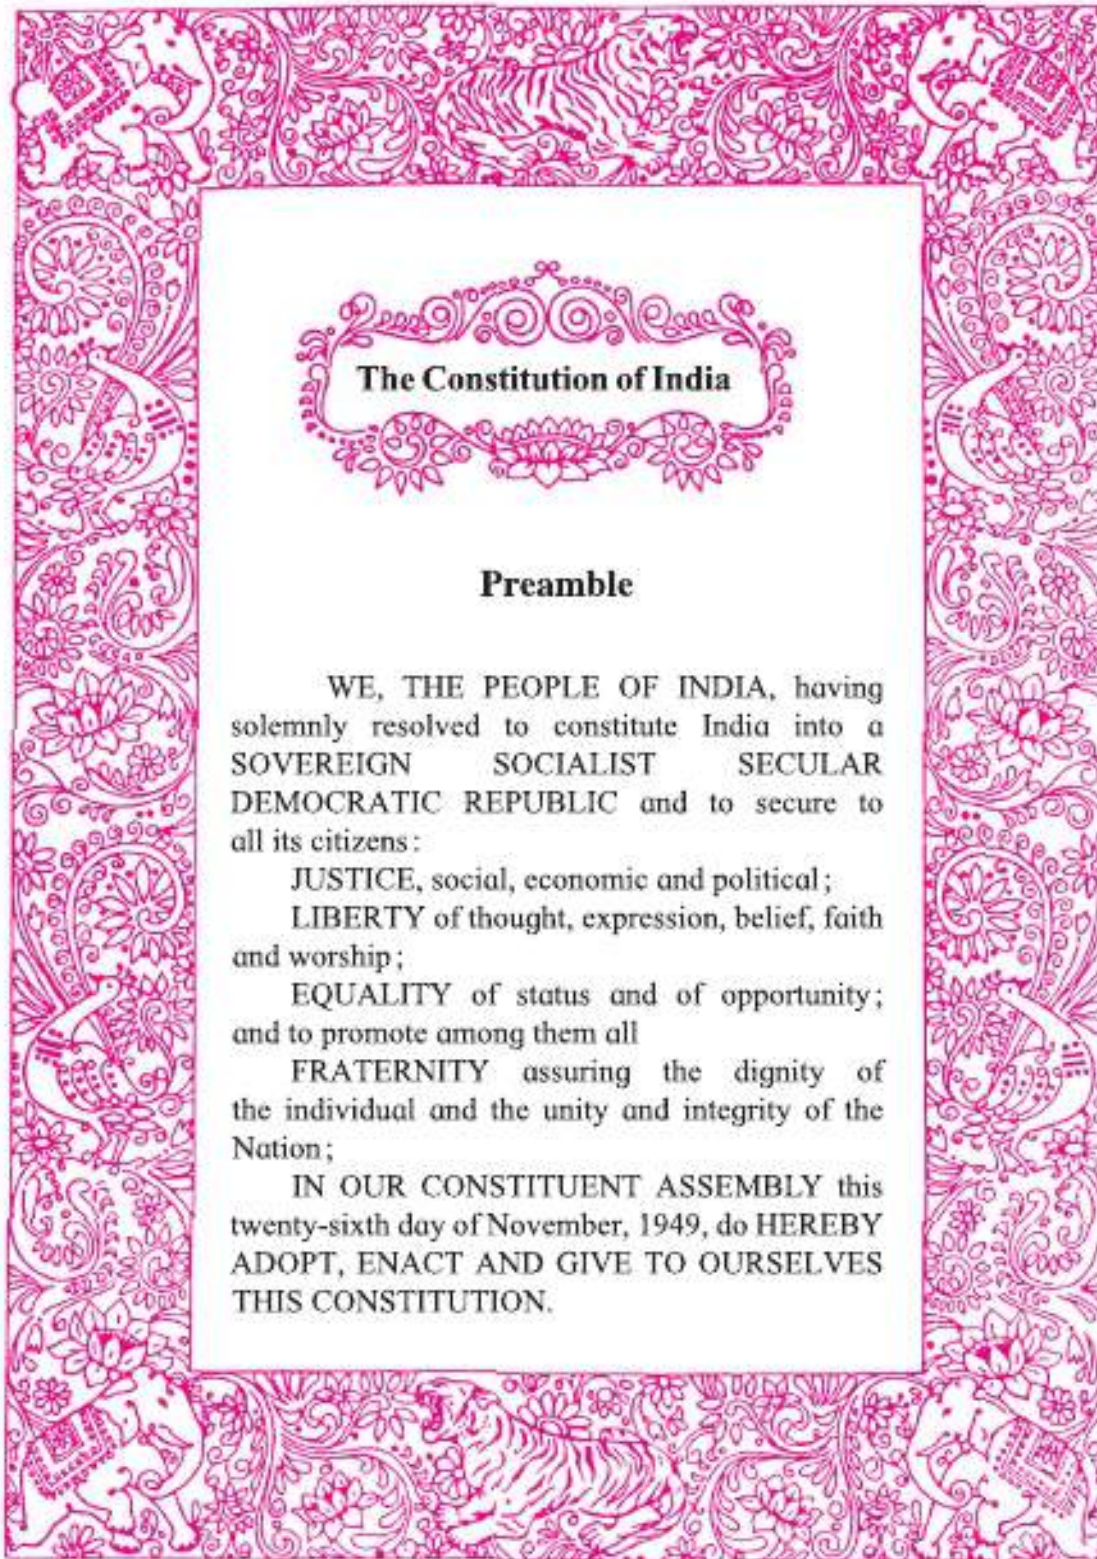 The Constitution of India
Preamble
WE, THE PEOPLE OF INDIA, having
solemnly resolved to constitute India into a
SOVEREIGN SOCIALIST SECULAR
DEMOCRATIC REPUBLIC and to secure to
all its citizens :
JUSTICE, social, economic and political ;
LIBERTY of thought, expression, belief, faith
and worship ;
EQUALITY of status and of opportunity ;
and to promote among them all
FRATERNITY assuring the dignity of
the individual and the unity and integrity of the
Nation ;
IN OUR CONSTITUENT ASSEMBLY this
twenty-sixth day of November, 1949, do HEREBY
ADOPT, ENACT AND GIVE TO OURSELVES
THIS CONSTITUTION.